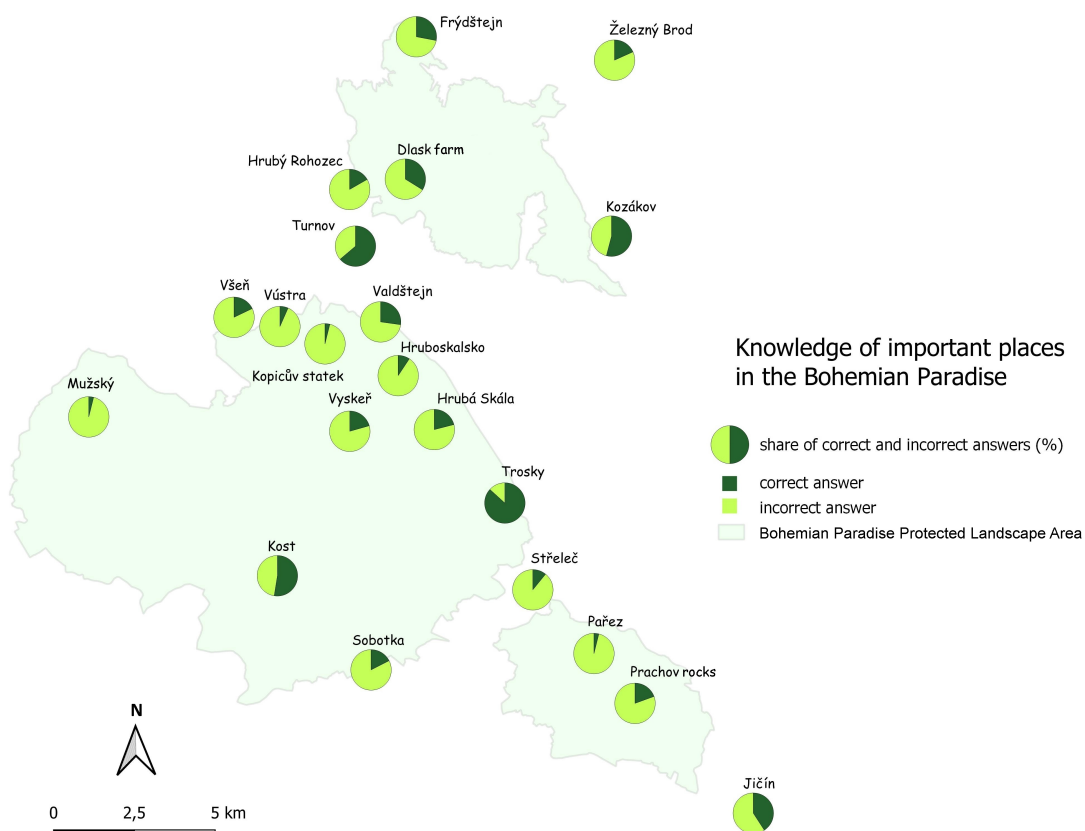 Frýdštejn
Železný Brod
Dlask farm
Hrubý Rohozec
Kozákov
Turnov
Všeň
Vústra
Valdštejn
Hruboskalsko
Kopicův statek
Mužský
Vyskeř
Hrubá Skála
Trosky
Kost
Střeleč
Pařez
Sobotka
Prachov rocks
Jičín
Knowledge of important places
in the Bohemian Paradise
share of correct and incorrect answers (%)
correct answer
incorrect answer
Bohemian Paradise Protected Landscape Area
N
0 2,5 5 km